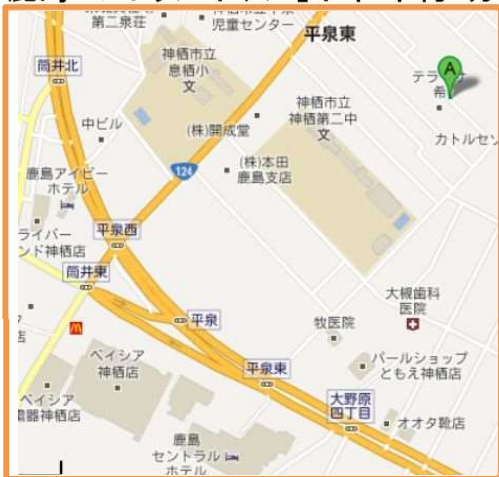 第二泉荘
児童センター
平泉東
筒井北
神栖市立
息栖小
文
テラ
希
中ビル
神栖市立
神栖第二中
文
(株)開成堂
カトルセゾ
124
(株)本田
鹿島支店
鹿島アイビー
ホテル
平泉西
ライバー
ンド神栖店
筒井東
大槻歯科
医院
平泉
牧医院
店
ベイシア
神栖店
平泉東
パールショップ
ともえ神栖店
ベイシア
電器神栖店
大野原
四丁目
オオタ靴店
鹿島
セントラル
ホテル
A